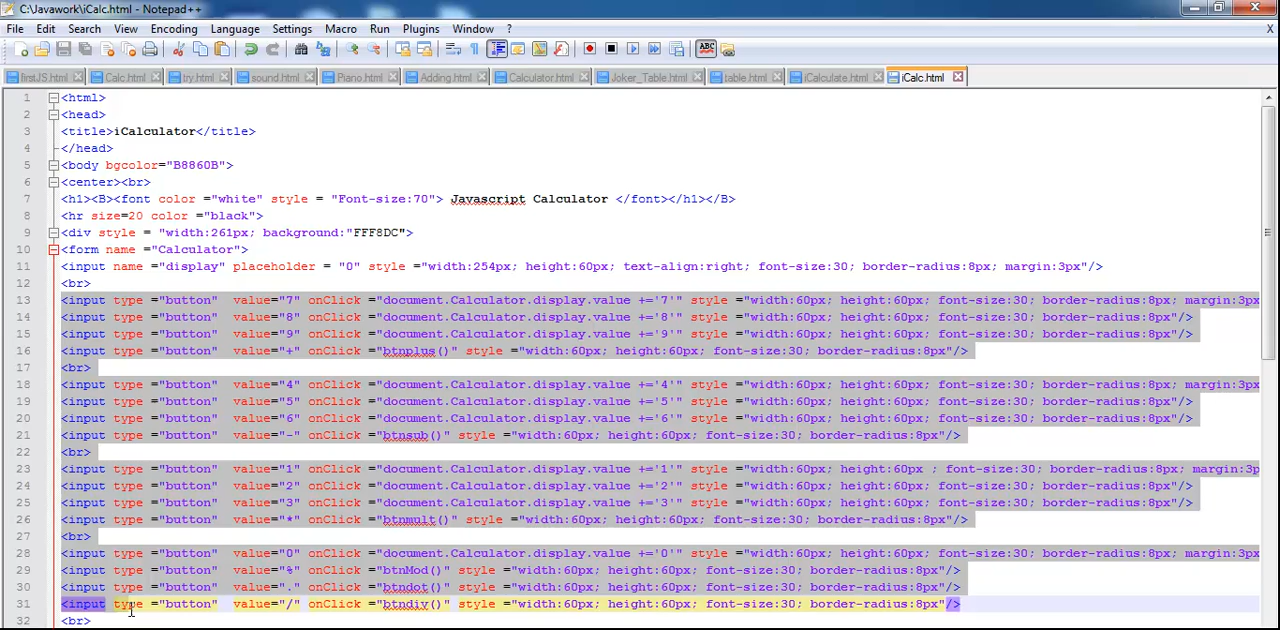 C:\Javawork\iCalc.html - Notepad++
File Edit Search View Encoding Language Settings Macro Run Plugins Window ? X
ABC
firstJS.html Calc.html try.html sound.html Piano.html Adding.html Calculator.html Joker_Table.html table.html iCalculate.html iCalc.html
1 <html>
2 <head>
3 <title>iCalculator</title>
4 </head>
5 <body bgcolor="B8860B">
6 <center><br>
7 <h1><B><font color ="white" style = "Font-size:70"> Javascript Calculator </font></h1></B>
8 <hr size=20 color ="black">
9 <div style = "width:261px; background:"FFF8DC">
10 <form name ="Calculator">
11 <input name ="display" placeholder = "0" style ="width:254px; height:60px; text-align:right; font-size:30; border-radius:8px; margin:3px"/>
12 <br>
13 <input type ="button" value="7" onClick ="document.Calculator.display.value +='7'" style ="width:60px; height:60px; font-size:30; border-radius:8px; margin:3px
14 <input type ="button" value="8" onClick ="document.Calculator.display.value +='8'" style ="width:60px; height:60px; font-size:30; border-radius:8px"/>
15 <input type ="button" value="9" onClick ="document.Calculator.display.value +='9'" style ="width:60px; height:60px; font-size:30; border-radius:8px"/>
16 <input type ="button" value="+" onClick ="btnplus()" style ="width:60px; height:60px; font-size:30; border-radius:8px"/>
17 <br>
18 <input type ="button" value="4" onClick ="document.Calculator.display.value +='4'" style ="width:60px; height:60px; font-size:30; border-radius:8px; margin:3px
19 <input type ="button" value="5" onClick ="document.Calculator.display.value +='5'" style ="width:60px; height:60px; font-size:30; border-radius:8px"/>
20 <input type ="button" value="6" onClick ="document.Calculator.display.value +='6'" style ="width:60px; height:60px; font-size:30; border-radius:8px"/>
21 <input type ="button" value="-" onClick ="btnsub()" style ="width:60px; height:60px; font-size:30; border-radius:8px"/>
22 <br>
23 <input type ="button" value="1" onClick ="document.Calculator.display.value +='1'" style ="width:60px; height:60px ; font-size:30; border-radius:8px; margin:3p
24 <input type ="button" value="2" onClick ="document.Calculator.display.value +='2'" style ="width:60px; height:60px; font-size:30; border-radius:8px"/>
25 <input type ="button" value="3" onClick ="document.Calculator.display.value +='3'" style ="width:60px; height:60px; font-size:30; border-radius:8px"/>
26 <input type ="button" value="*" onClick ="btnmult()" style ="width:60px; height:60px; font-size:30; border-radius:8px"/>
27 <br>
28 <input type ="button" value="0" onClick ="document.Calculator.display.value +='0'" style ="width:60px; height:60px; font-size:30; border-radius:8px; margin:3px
29 <input type ="button" value="%" onClick ="btnMod()" style ="width:60px; height:60px; font-size:30; border-radius:8px"/>
30 <input type ="button" value="." onClick ="btndot()" style ="width:60px; height:60px; font-size:30; border-radius:8px"/>
31 <input type ="button" value="/" onClick ="btndiv()" style ="width:60px; height:60px; font-size:30; border-radius:8px"/>
32 <br>